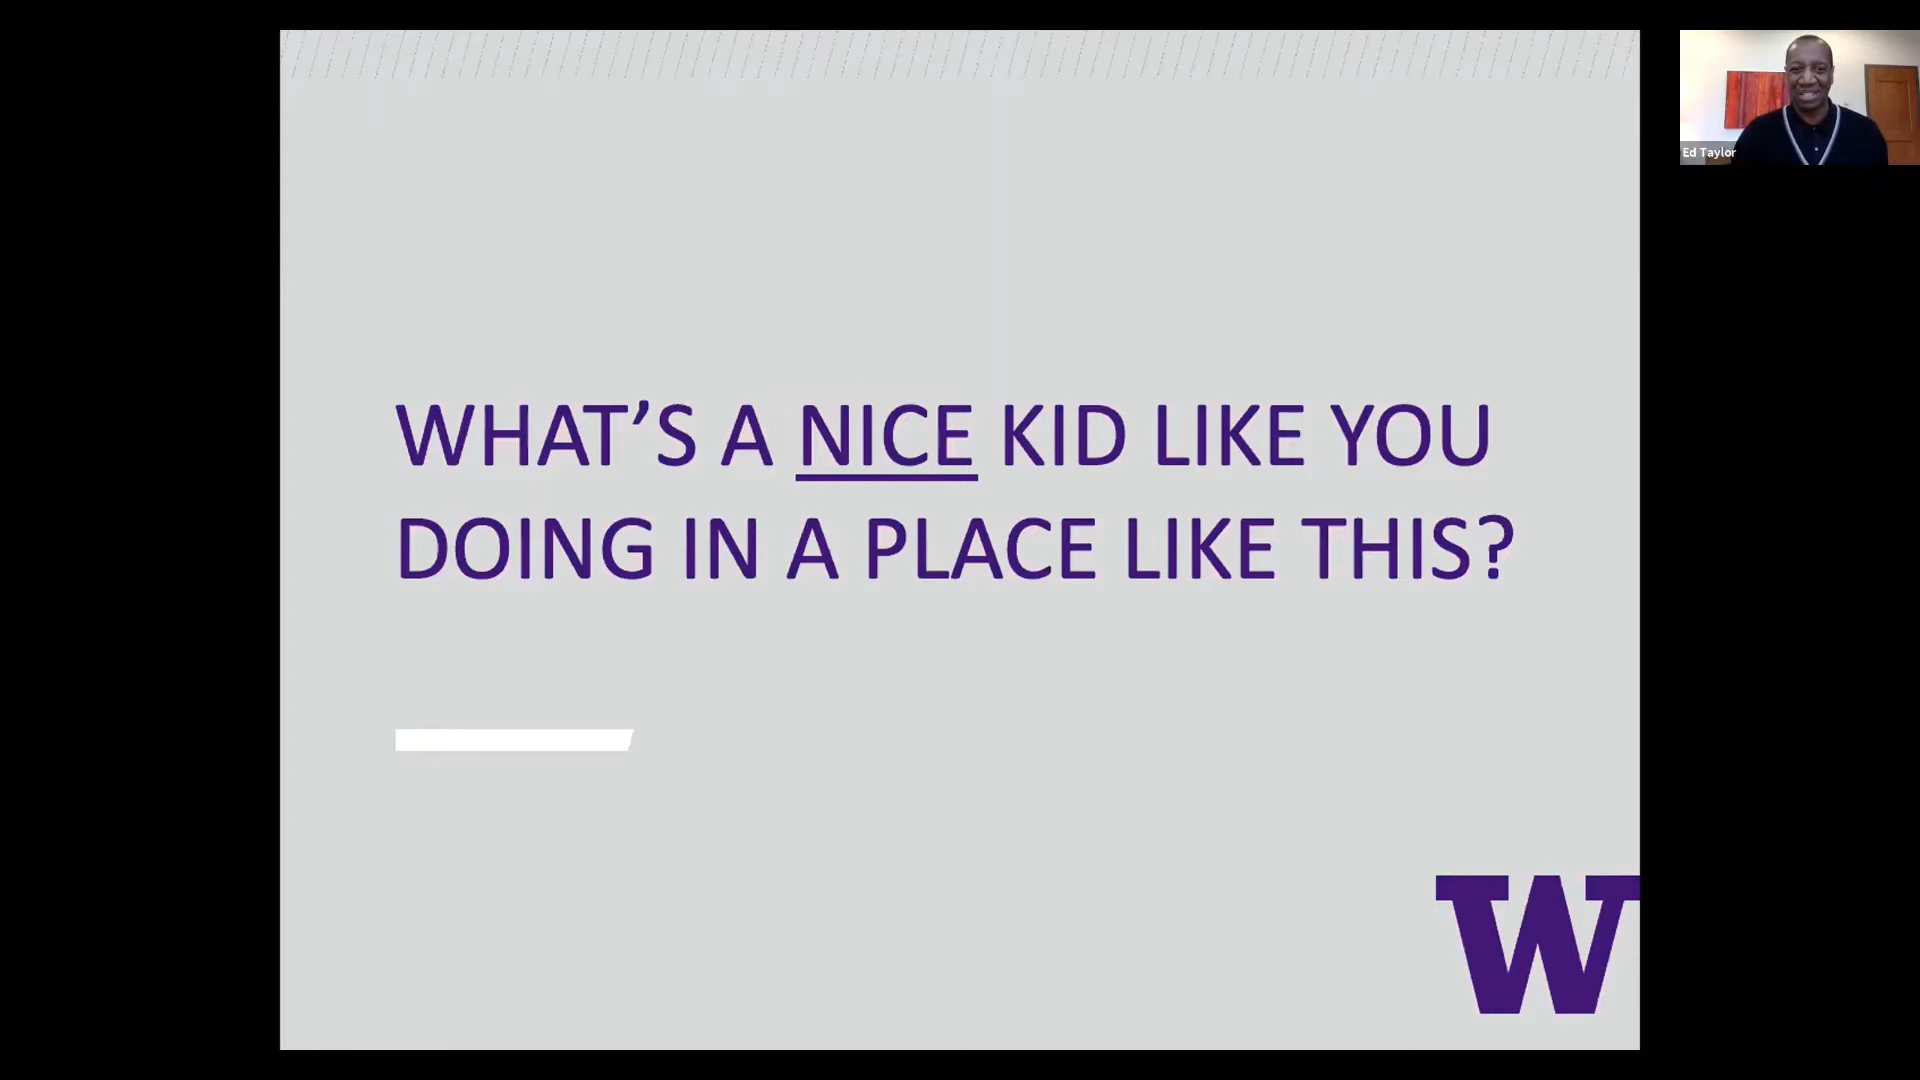 WHAT’S A NICE KID LIKE YOU
DOING IN A PLACE LIKE THIS?
W
Ed Taylor